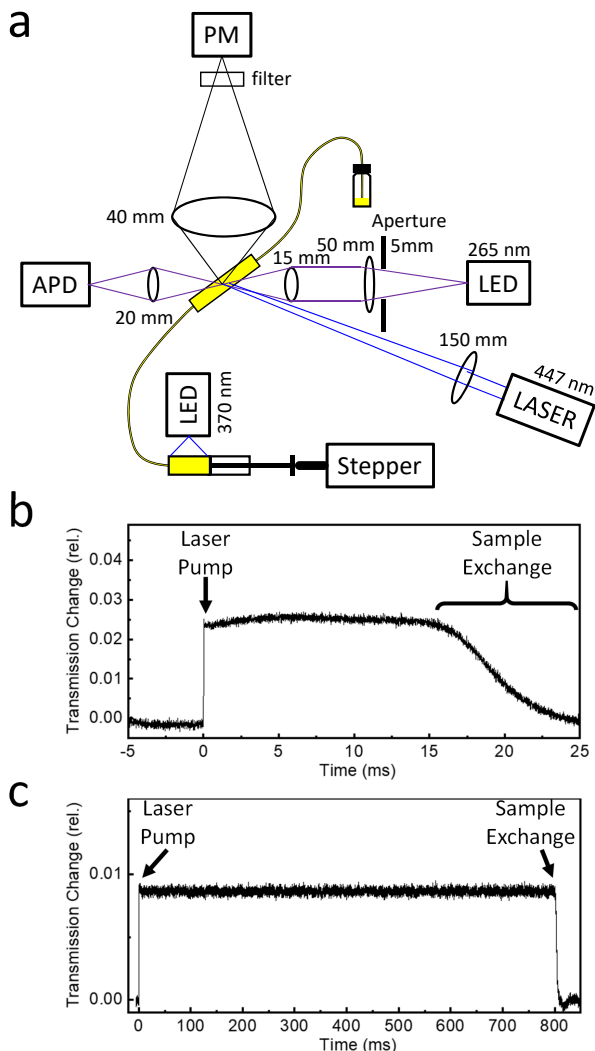 a
PM
filter
40 mm
Aperture
50 mm
5mm
15 mm
265 nm
APD
LED
20 mm
150 mm
447 nm
LASER
LED
370 nm
Stepper
b
Transmission Change (rel.)
0.04
0.03
0.02
0.01
0.00
Laser
Pump
Sample
Exchange
-5 0 5 10 15 20 25
Time (ms)
c
Transmission Change (rel.)
0.01
0.00
Laser
Pump
Sample
Exchange
0 100 200 300 400 500 600 700 800
Time (ms)